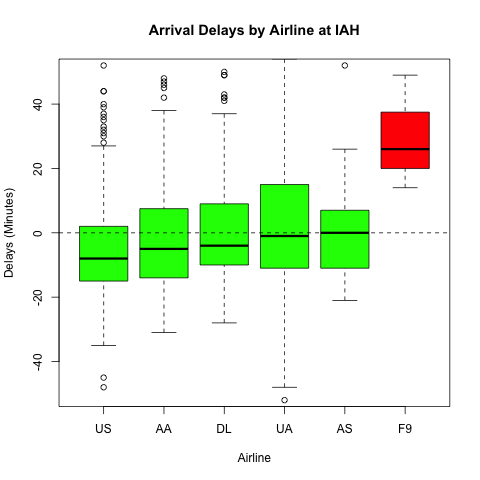 Arrival Delays by Airline at IAH
Delays (Minutes)
40
20
0
-20
-40
US AA DL UA AS F9
Airline